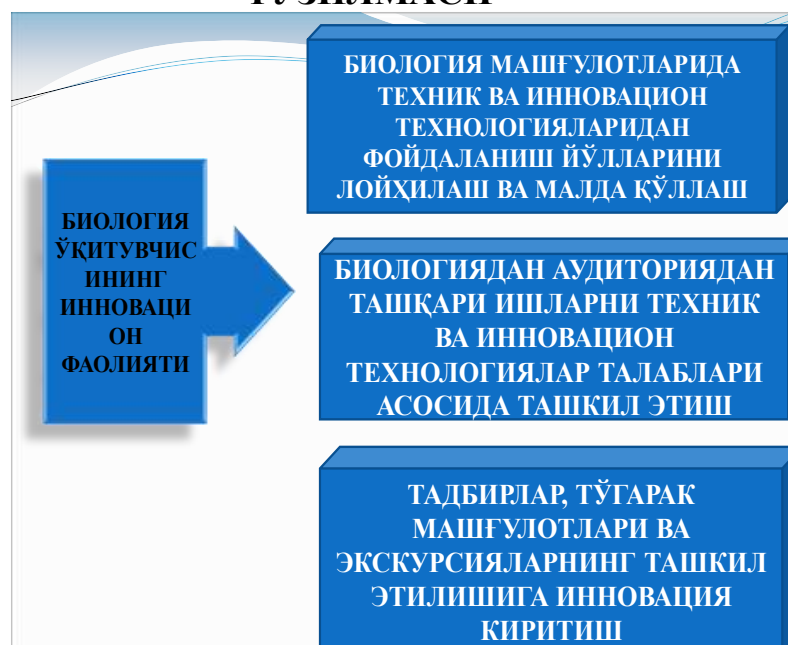 БИОЛОГИЯ МАШҒУЛОТЛАРИДА
ТЕХНИК ВА ИННОВАЦИОН
ТЕХНОЛОГИЯЛАРИДАН
ФОЙДАЛАНИШ ЙЎЛЛАРИНИ
ЛОЙҲИЛАШ ВА МАЛДА ҚЎЛЛАШ
БИОЛОГИЯ
ЎҚИТУВЧИС
ИНИНГ
ИННОВАЦИ
ОН
ФАОЛИЯТИ
БИОЛОГИЯДАН АУДИТОРИЯДАН
ТАШҚАРИ ИШЛАРНИ ТЕХНИК
ВА ИННОВАЦИОН
ТЕХНОЛОГИЯЛАР ТАЛАБЛАРИ
АСОСИДА ТАШКИЛ ЭТИШ
ТАДБИРЛАР, ТЎГАРАК
МАШҒУЛОТЛАРИ ВА
ЭКСКУРСИЯЛАРНИНГ ТАШКИЛ
ЭТИЛИШИГА ИННОВАЦИЯ
КИРИТИШ